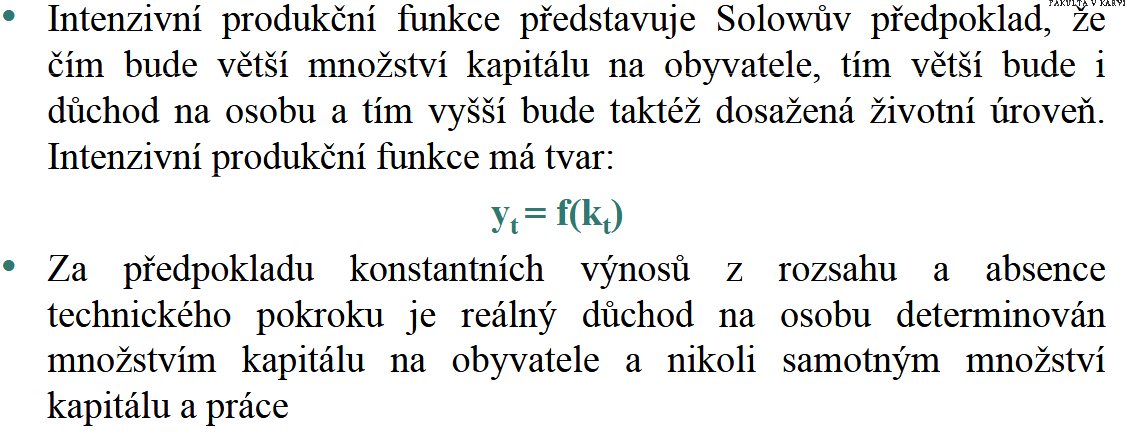 FAKULTA V KARVI
• Intenzivní produkční funkce představuje Solowův předpoklad, že
čím bude větší množství kapitálu na obyvatele, tím větší bude i
důchod na osobu a tím vyšší bude taktéž dosažená životní úroveň.
Intenzivní produkční funkce má tvar:
yₜ = f(kₜ)
• Za předpokladu konstantních výnosů z rozsahu a absence
technického pokroku je reálný důchod na osobu determinován
množstvím kapitálu na obyvatele a nikoli samotným množství
kapitálu a práce